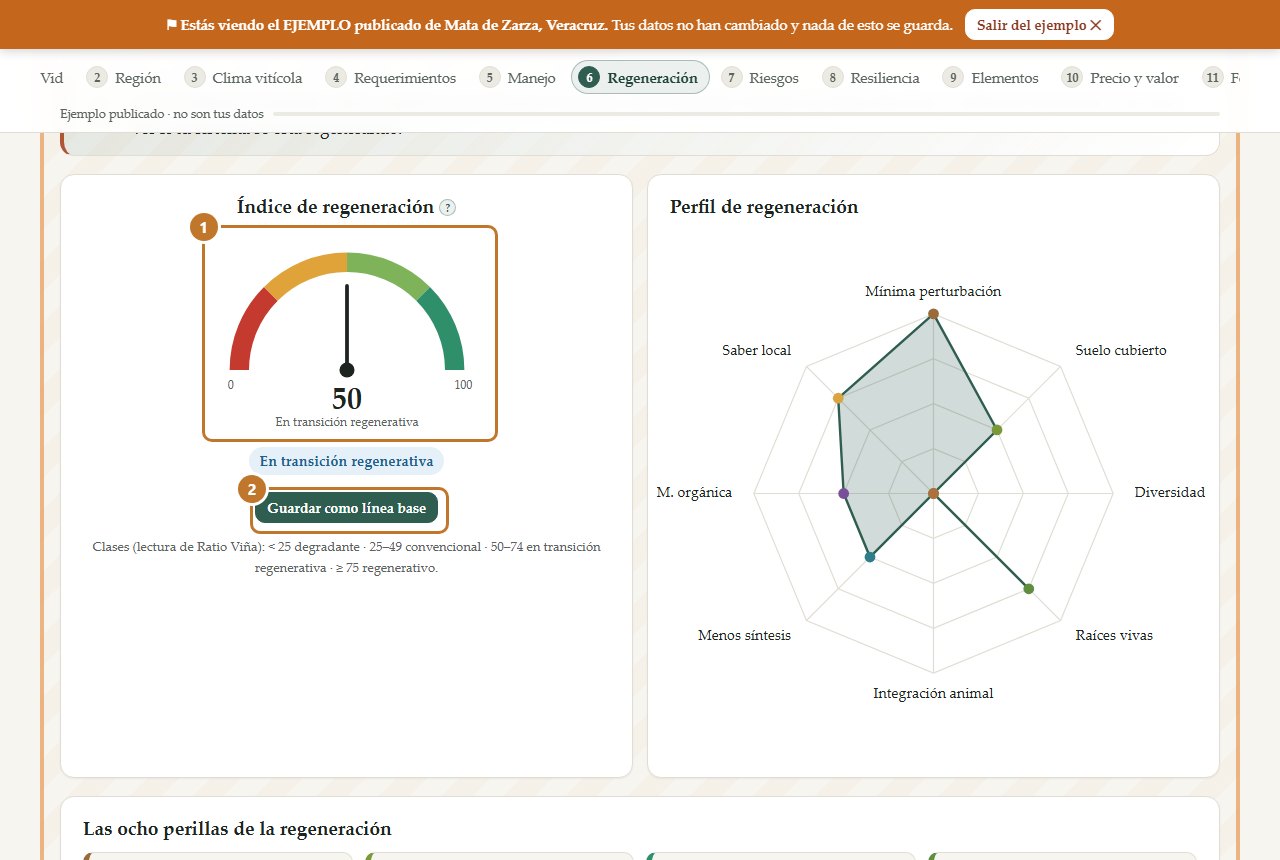 ⚑ Estás viendo el EJEMPLO publicado de Mata de Zarza, Veracruz. Tus datos no han cambiado y nada de esto se guarda. Salir del ejemplo ✕
Vid 2 Región 3 Clima vitícola 4 Requerimientos 5 Manejo 6 Regeneración 7 Riesgos 8 Resiliencia 9 Elementos 10 Precio y valor 11
Ejemplo publicado · no son tus datos
Índice de regeneración ?
1
0
100
50
En transición regenerativa
En transición regenerativa
2
Guardar como línea base
Clases (lectura de Ratio Viña): < 25 degradante · 25–49 convencional · 50–74 en transición
regenerativa · ≥ 75 regenerativo.
Perfil de regeneración
Mínima perturbación
Saber local
Suelo cubierto
M. orgánica
Diversidad
Menos síntesis
Raíces vivas
Integración animal
Las ocho perillas de la regeneración